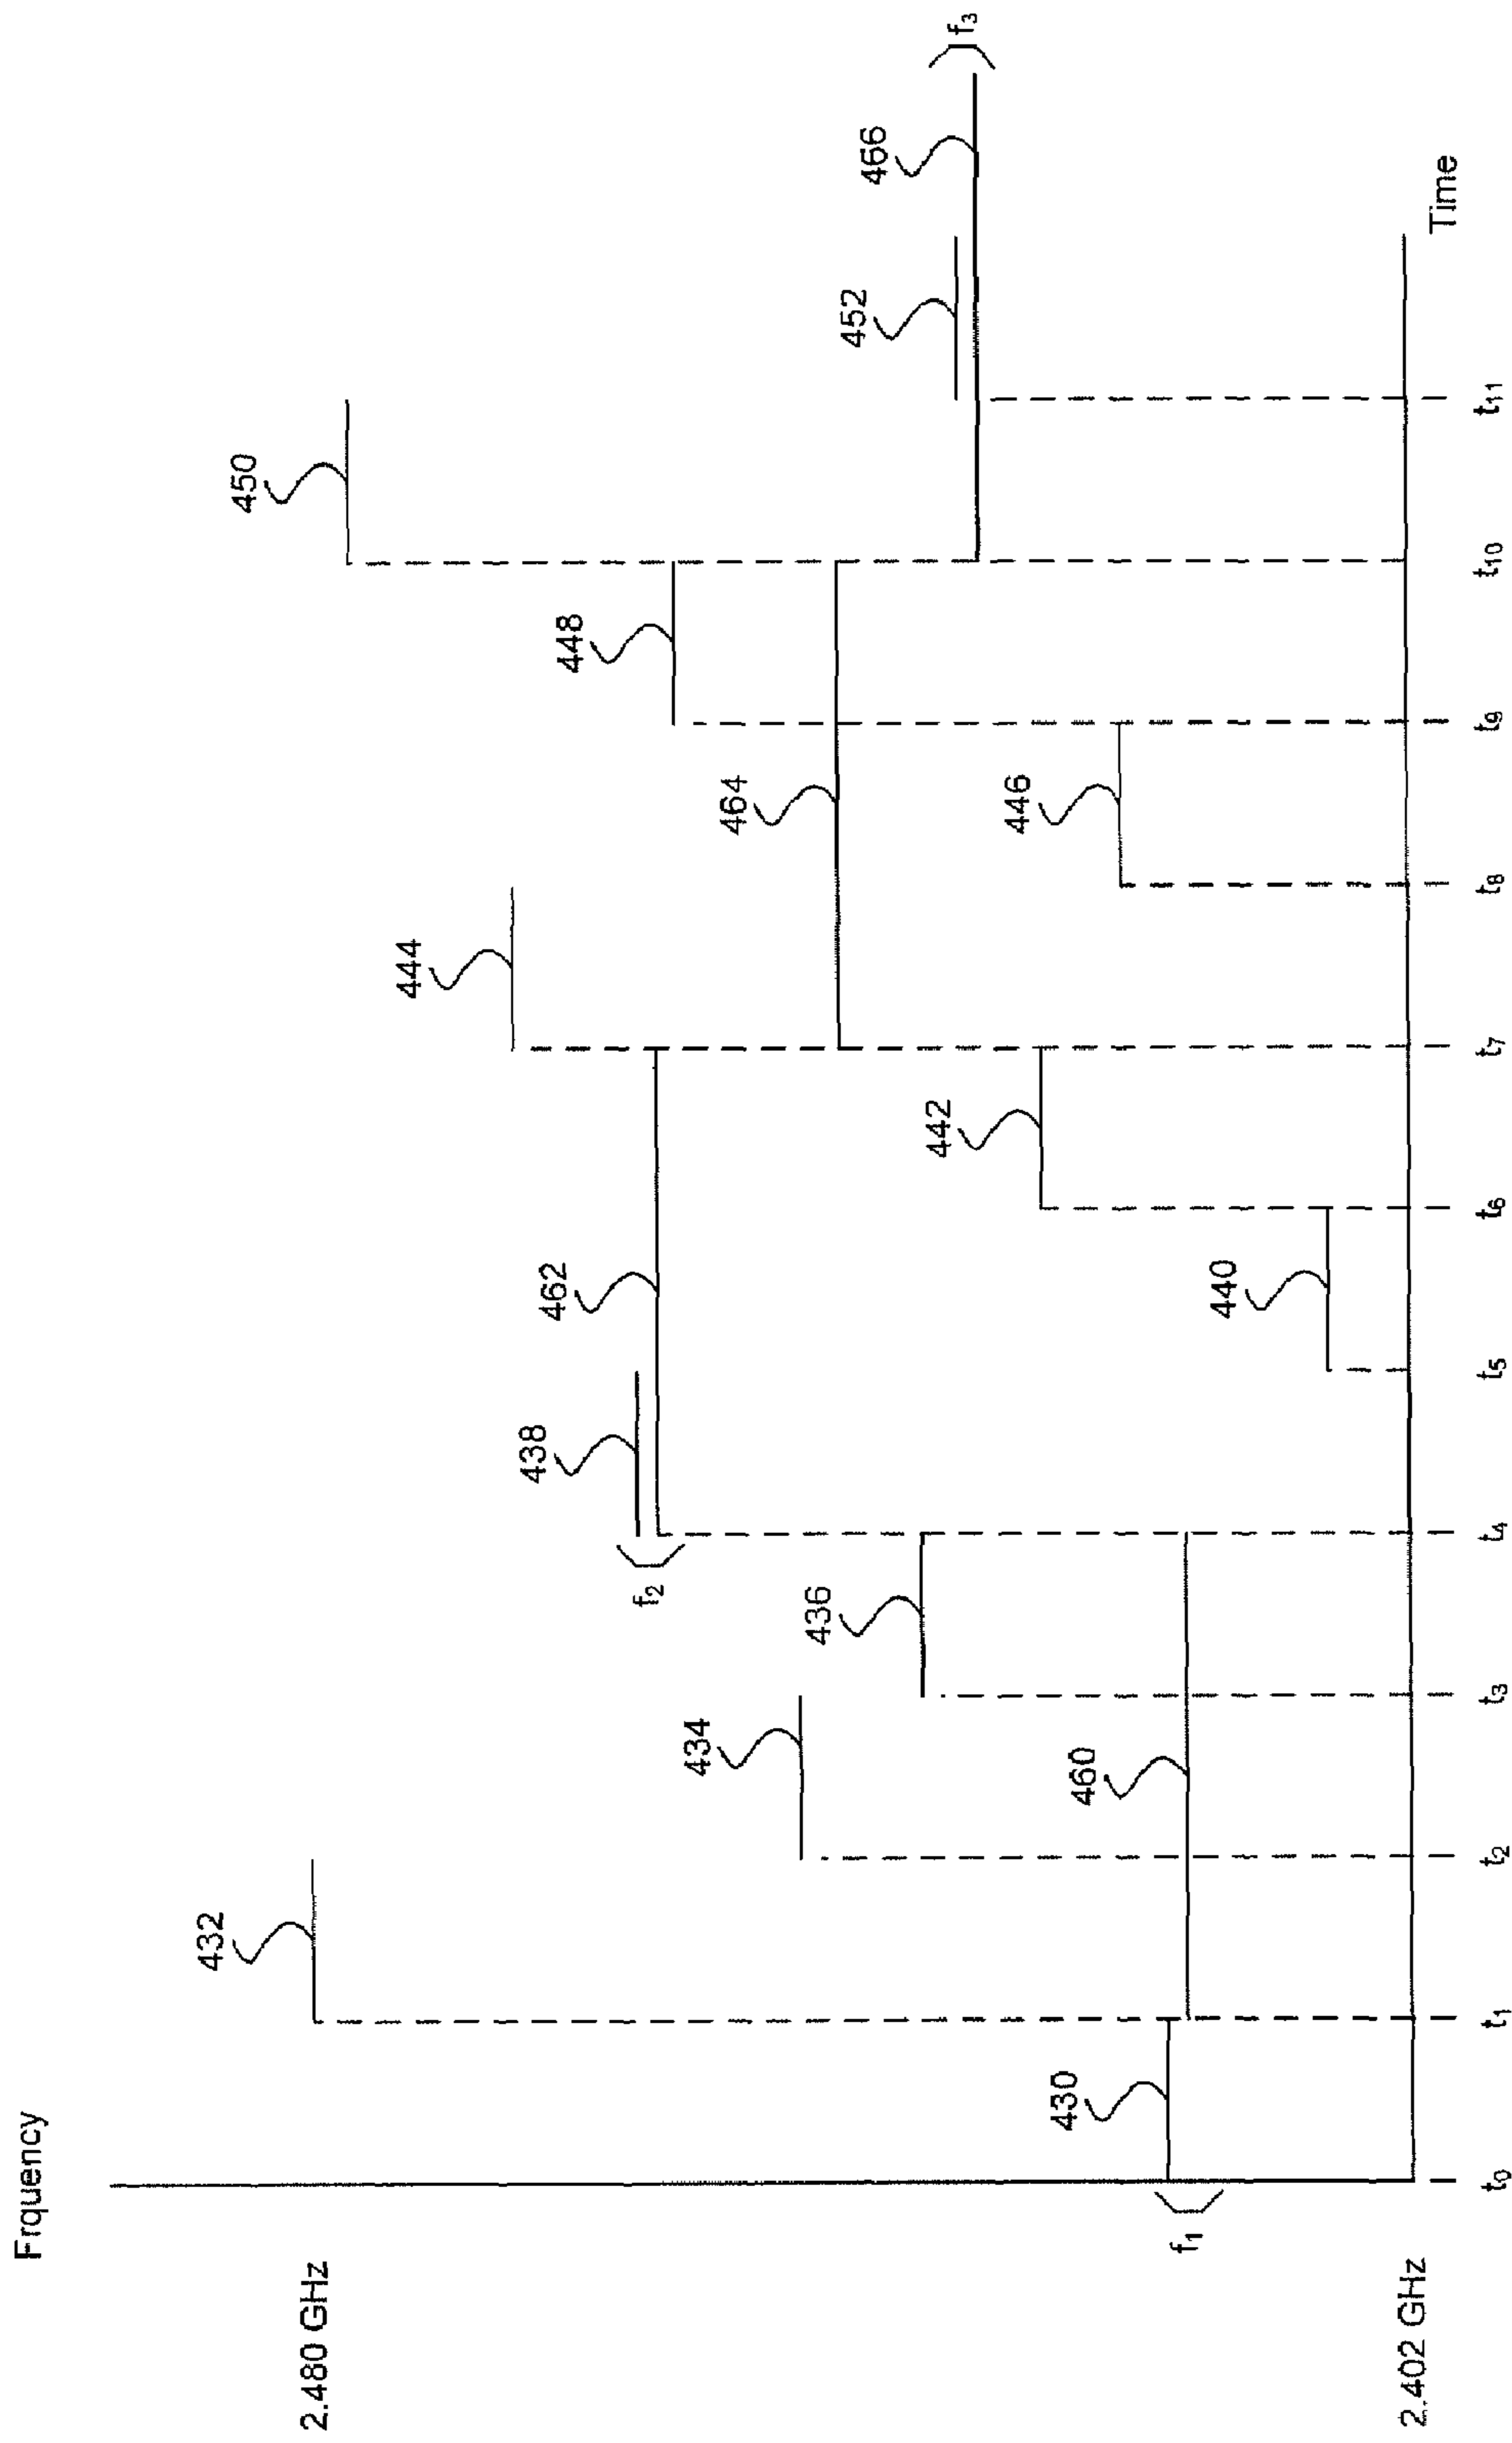 Frquency
2.480 GHz
432
450
444
438
462
448
f₂
434
464
436
452
466
f₃
442
446
430
460
f₁
440
2.402 GHz
Time
t₀ t₁ t₂ t₃ t₄ t₅ t₆ t₇ t₈ t₉ t₁₀ t₁₁